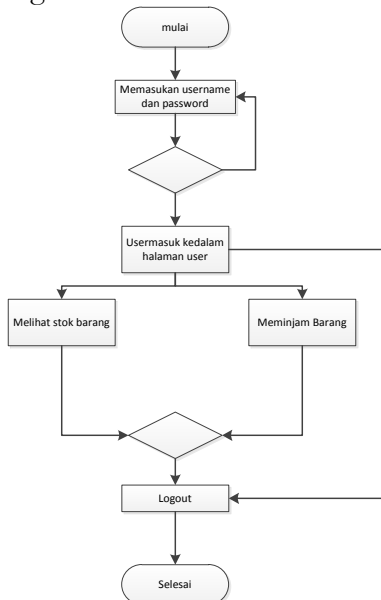 mulai
Memasukan username
dan password
Usermasuk kedalam
halaman user
Melihat stok barang
Meminjam Barang
Logout
Selesai